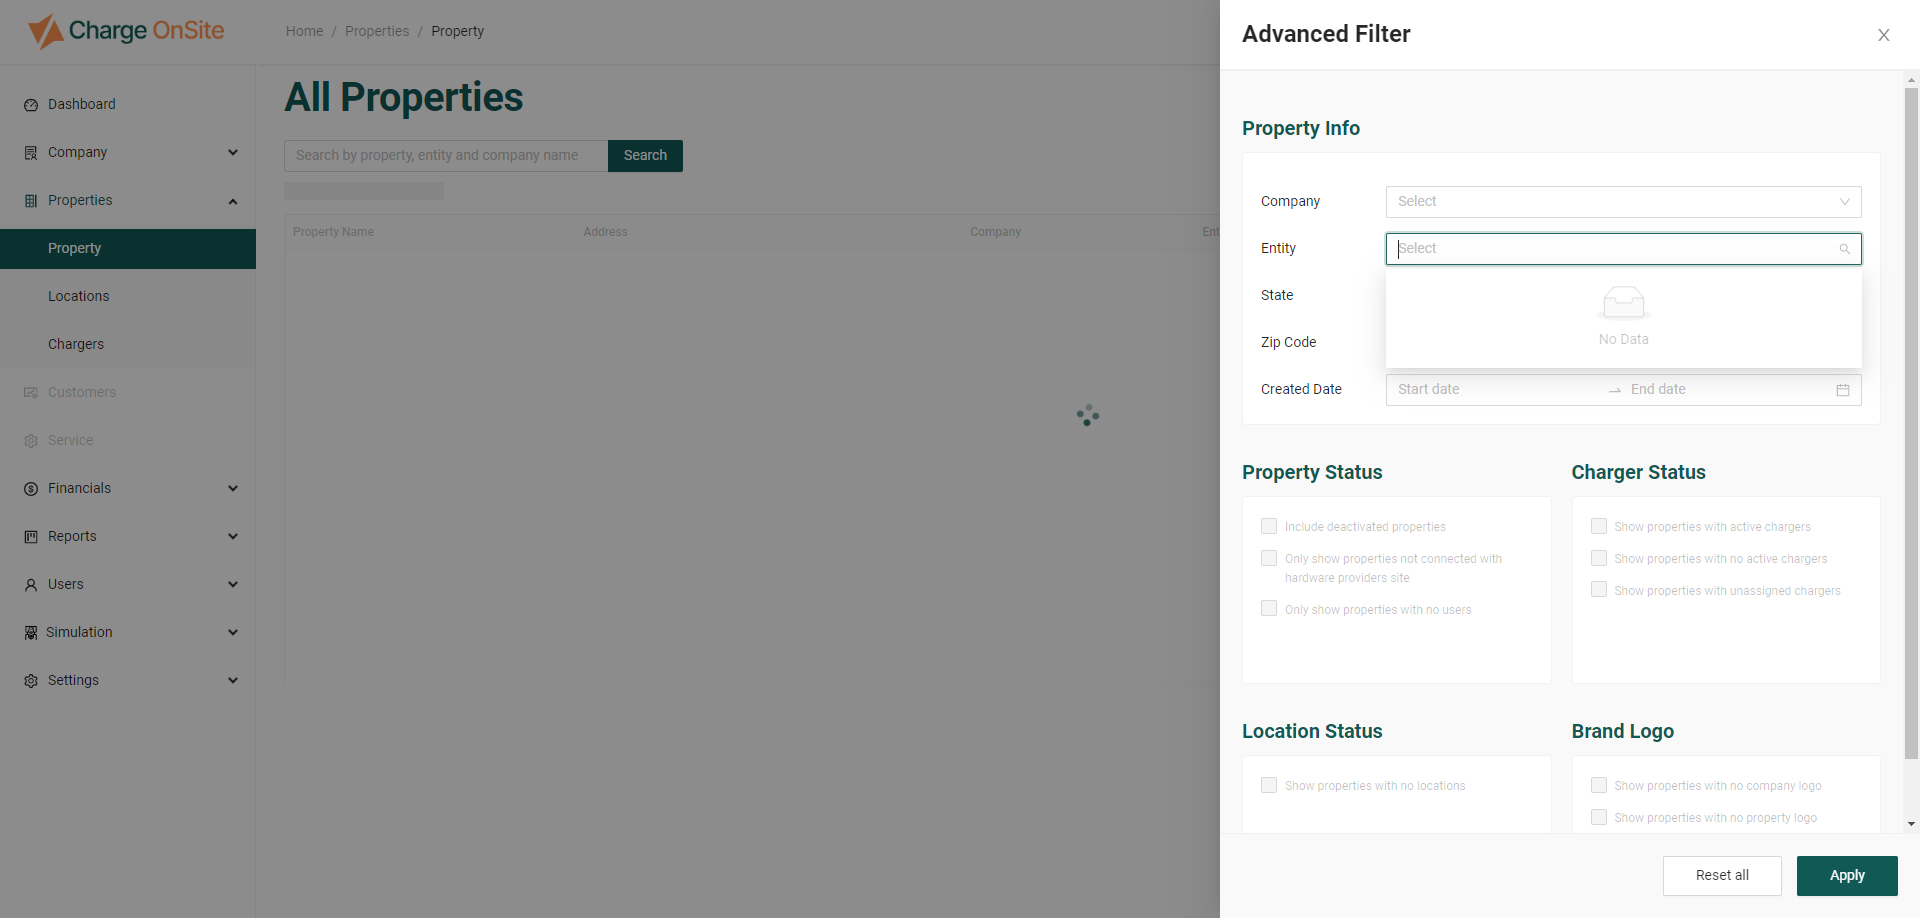 Charge OnSite
Home / Properties / Property
Advanced Filter
Dashboard
Company
Properties
Property
Locations
Chargers
Customers
Service
Financials
Reports
Users
Simulation
Settings
All Properties
Search by property, entity and company name
Search
Property Name Address Company Ent
Property Info
Company Select
Entity Select
No Data
State
Zip Code
Created Date Start date End date
Property Status
Include deactivated properties
Only show properties not connected with
hardware providers site
Only show properties with no users
Charger Status
Show properties with active chargers
Show properties with no active chargers
Show properties with unassigned chargers
Location Status
Show properties with no locations
Brand Logo
Show properties with no company logo
Show properties with no property logo
Reset all
Apply